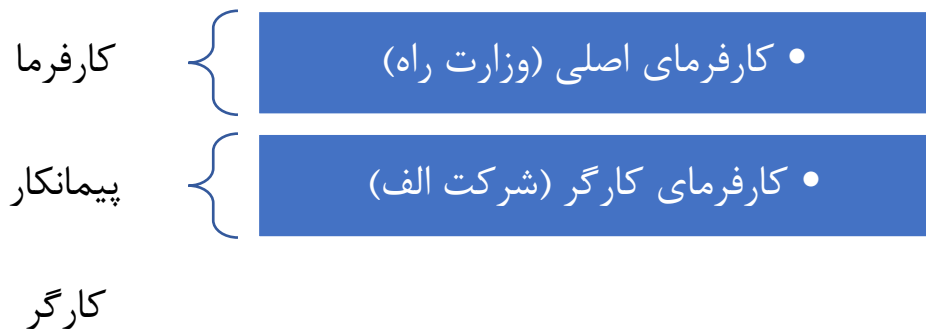 • کارفرمای اصلی (وزارت راه)
کارفرما
• کارفرمای کارگر (شرکت الف)
پیمانکار
کارگر